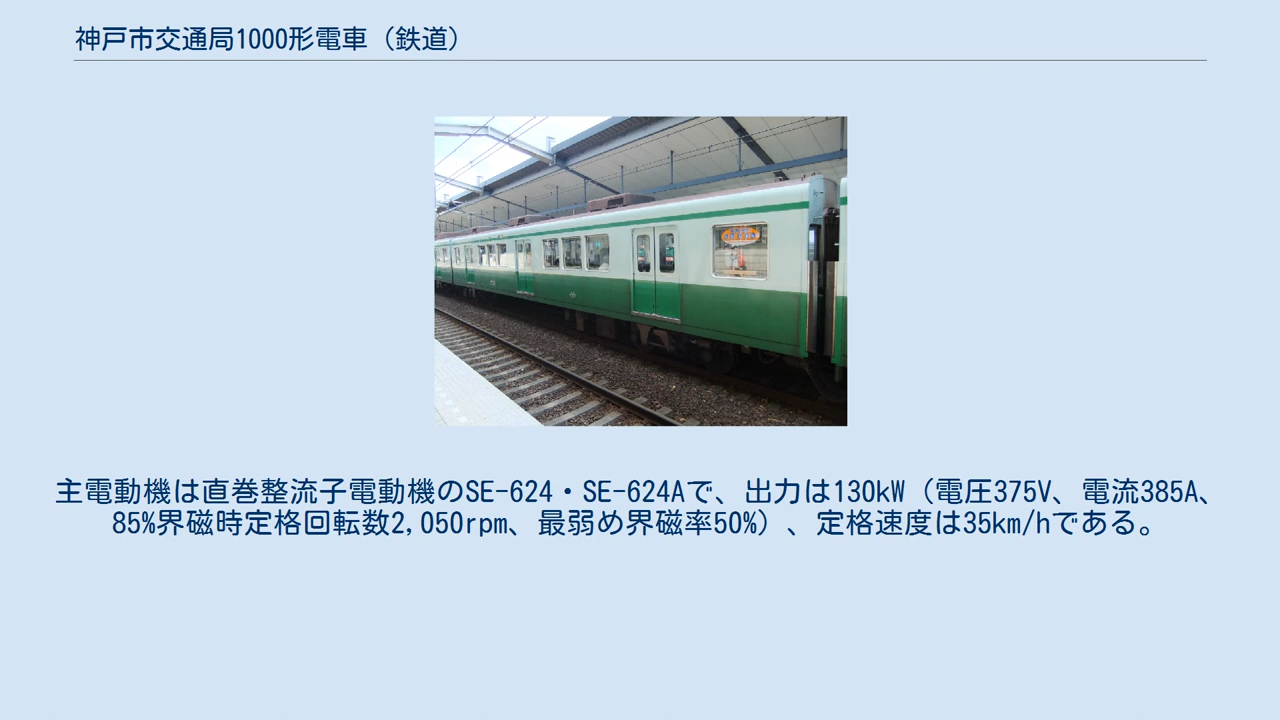 神戸市交通局1000形電車（鉄道）
主電動機は直巻整流子電動機のSE-624・SE-624Aで、出力は130kW（電圧375V、電流385A、
85%界磁時定格回転数2,050rpm、最弱め界磁率50%）、定格速度は35km/hである。